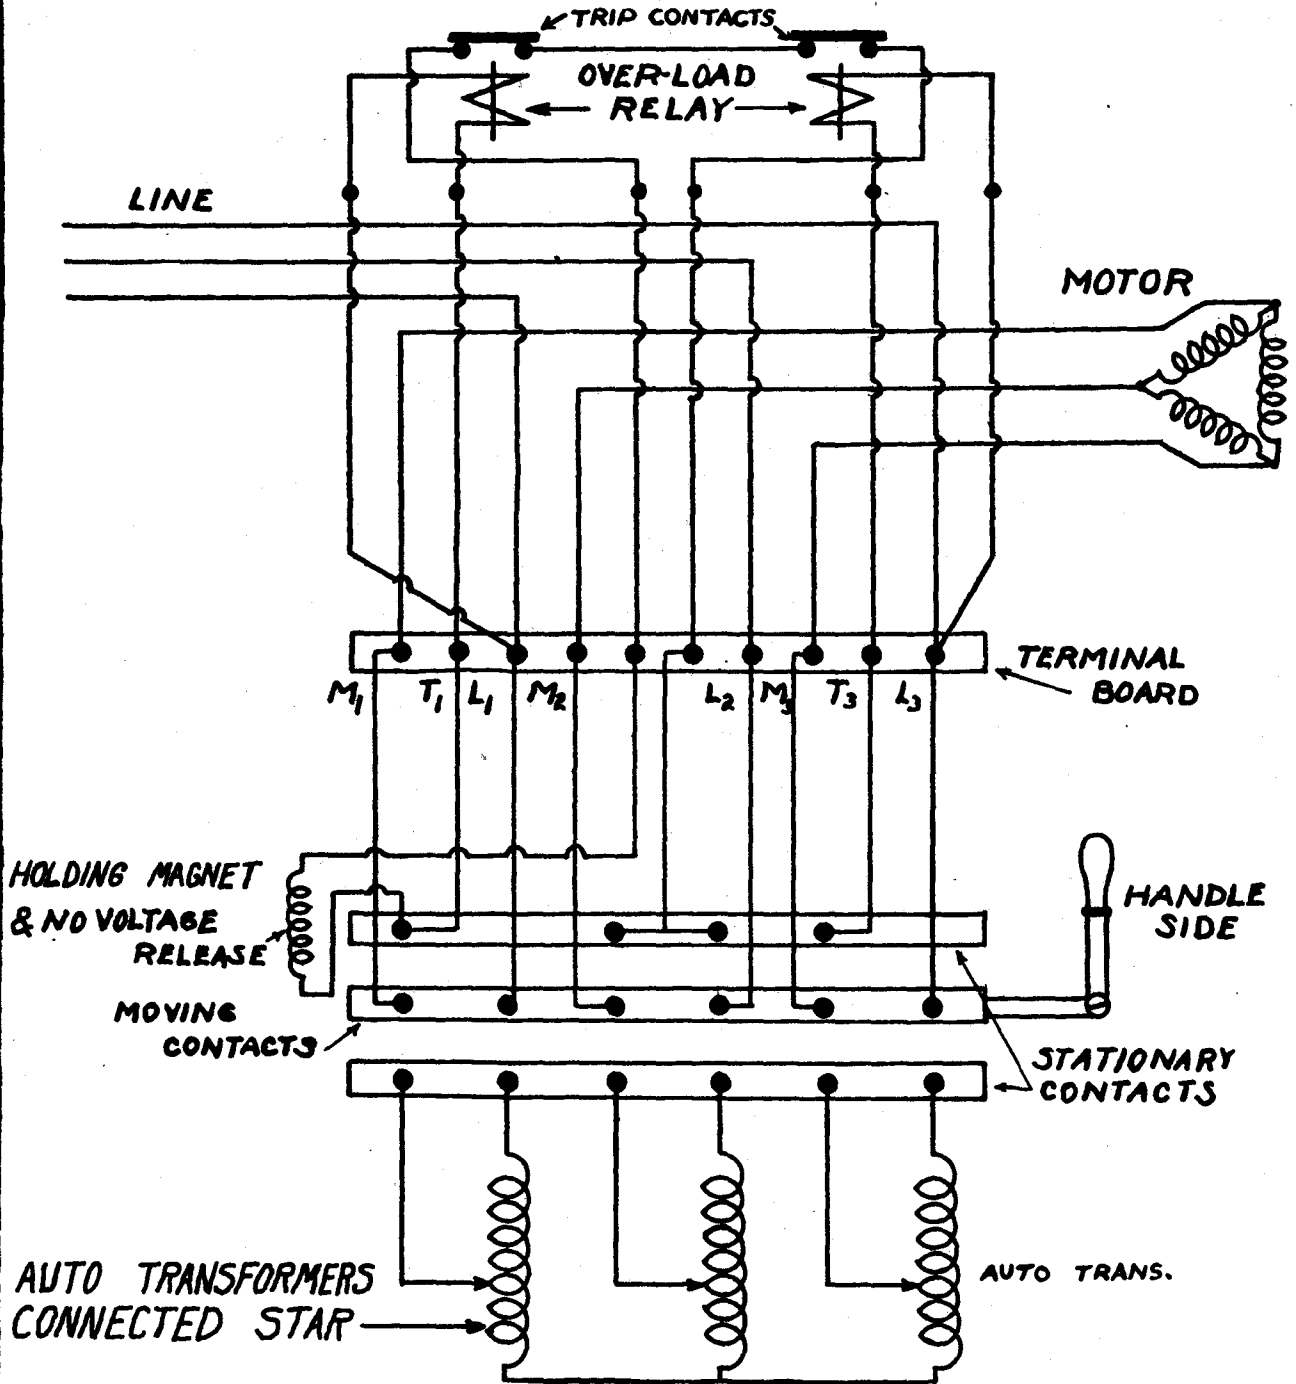 TRIP CONTACTS
OVER-LOAD
RELAY
LINE
MOTOR
TERMINAL
BOARD
M1 T1 L1 M2 L2 M3 T3 L3
HOLDING MAGNET
& NO VOLTAGE
RELEASE
HANDLE
SIDE
MOVING
CONTACTS
STATIONARY
CONTACTS
AUTO TRANSFORMERS
CONNECTED STAR
AUTO TRANS.